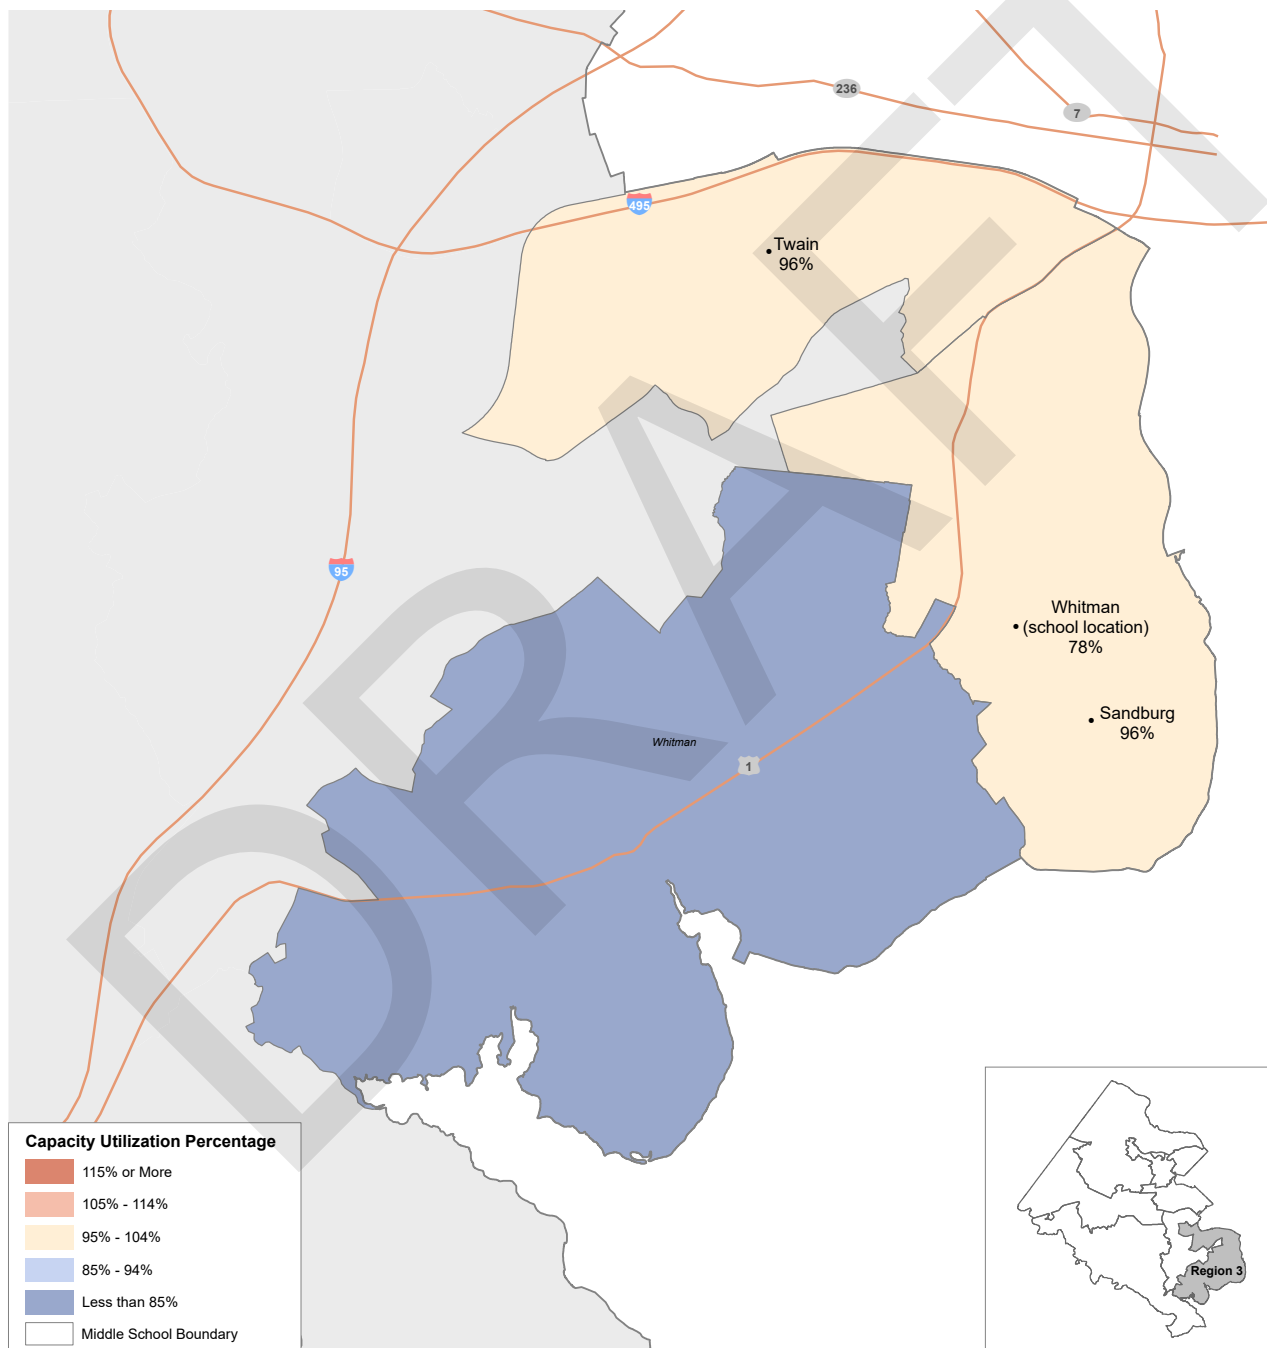 236
7
495
Twain
96%
95
Whitman
(school location)
78%
Sandburg
96%
Whitman
1
DRAFT
Capacity Utilization Percentage
115% or More
105% - 114%
95% - 104%
85% - 94%
Less than 85%
Middle School Boundary
Region 3